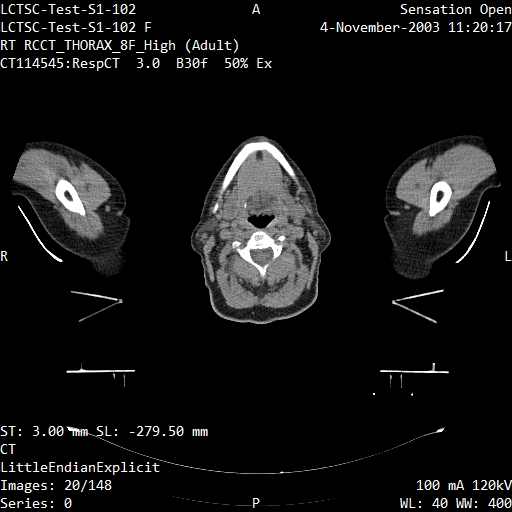 LCTSC-Test-S1-102
A
Sensation Open
LCTSC-Test-S1-102 F
4-November-2003 11:20:17
RT RCCT_THORAX_8F_High (Adult)
CT114545:RespCT 3.0 B30f 50% Ex
R
L
ST: 3.00 mm SL: -279.50 mm
CT
LittleEndianExplicit
Images: 20/148
100 mA 120kV
Series: 0
P
WL: 40 WW: 400